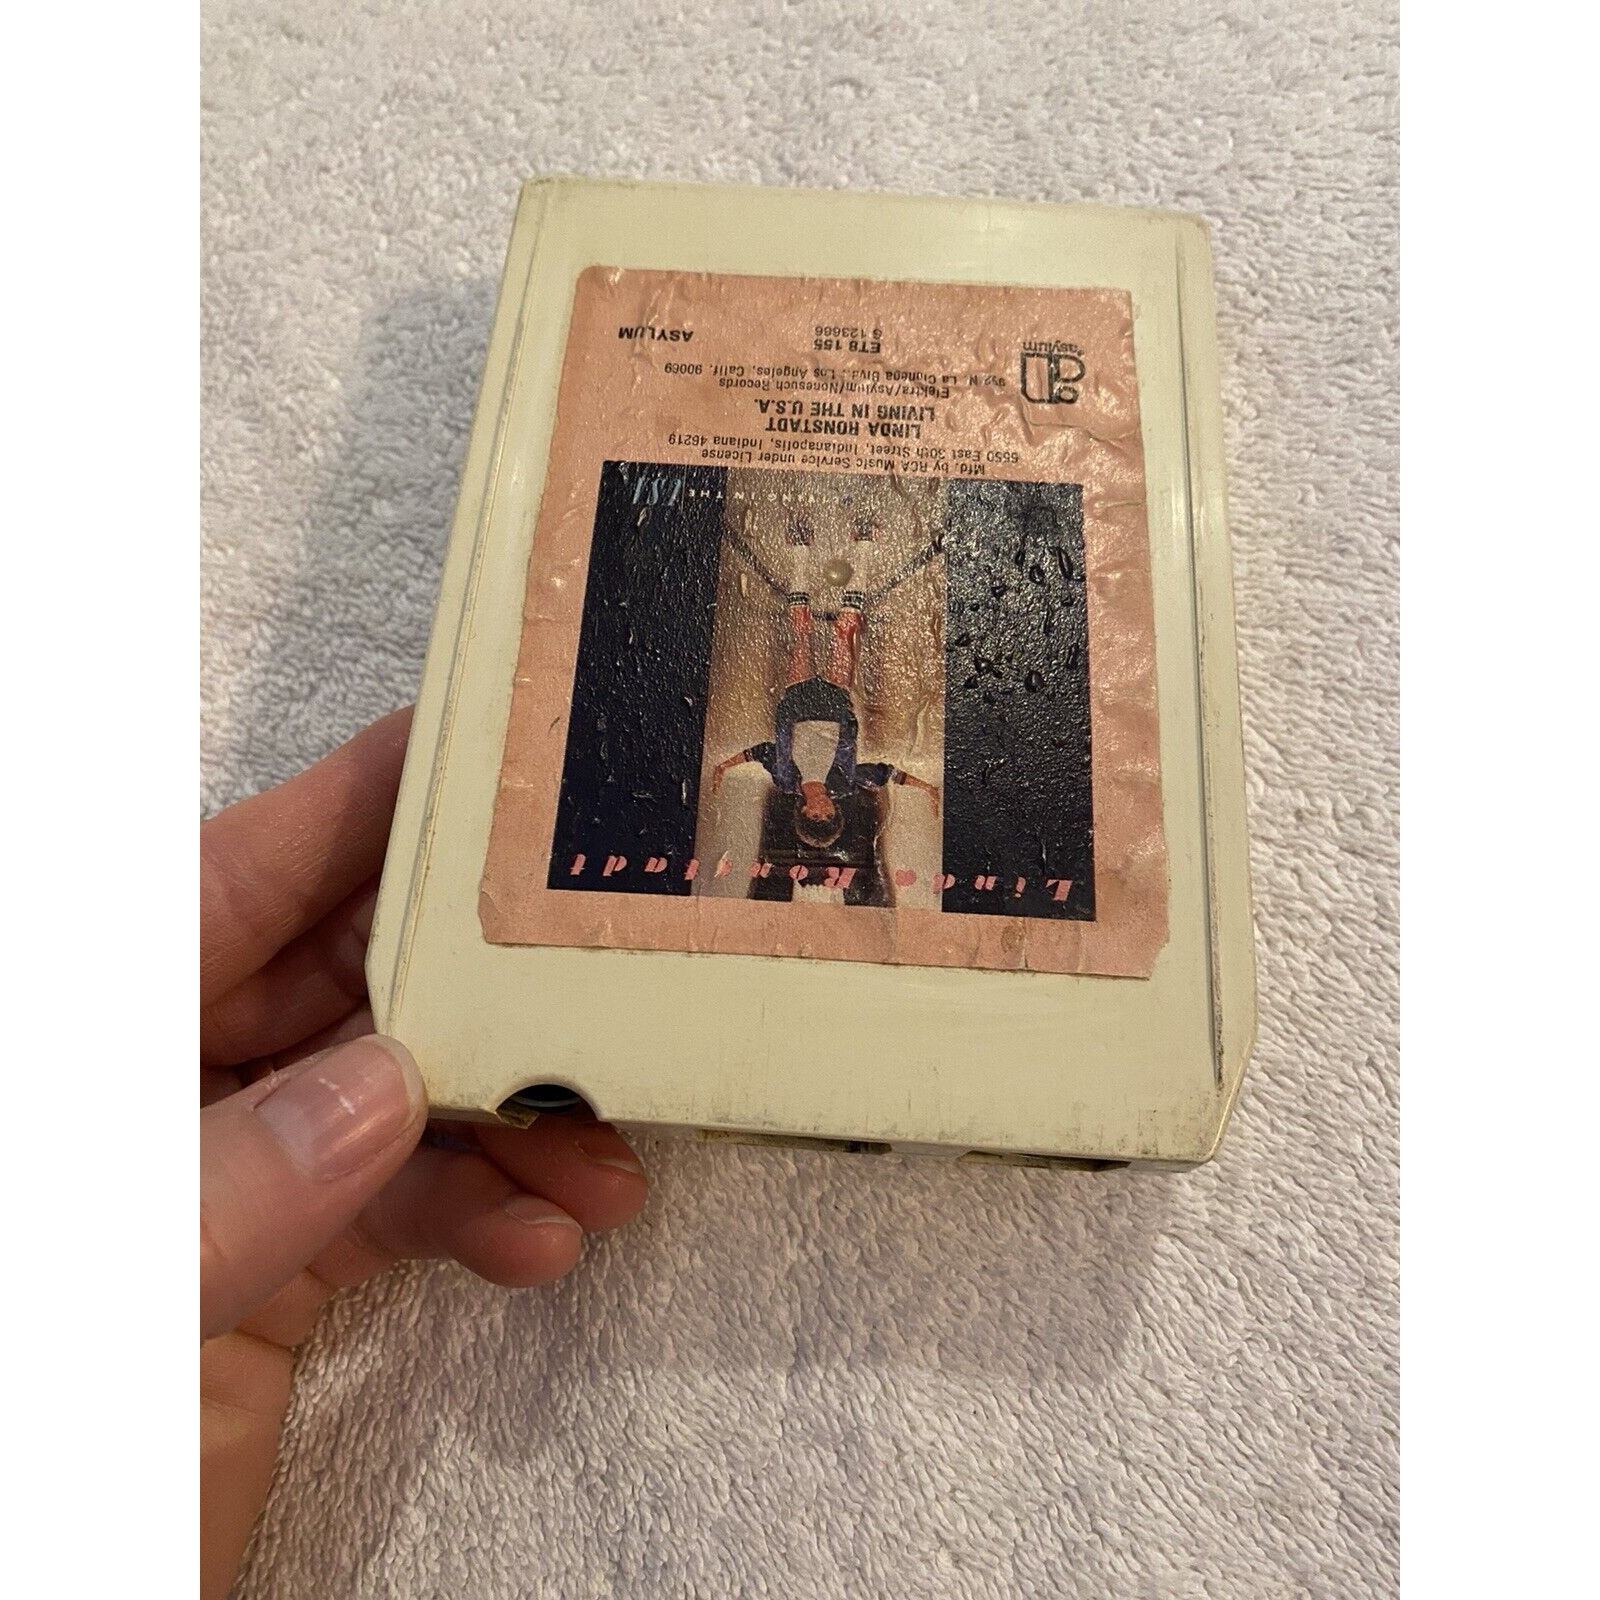 Linda Ronstadt
LIVING IN THE USA
Mfd. by RCA Music Service under License
6550 East 30th Street, Indianapolis, Indiana 46219
LINDA RONSTADT
LIVING IN THE U.S.A.
Elektra/Asylum/Nonesuch Records
962 N. La Cienega Blvd., Los Angeles, Calif. 90069
asylum
ET8 155
S 123666
ASYLUM